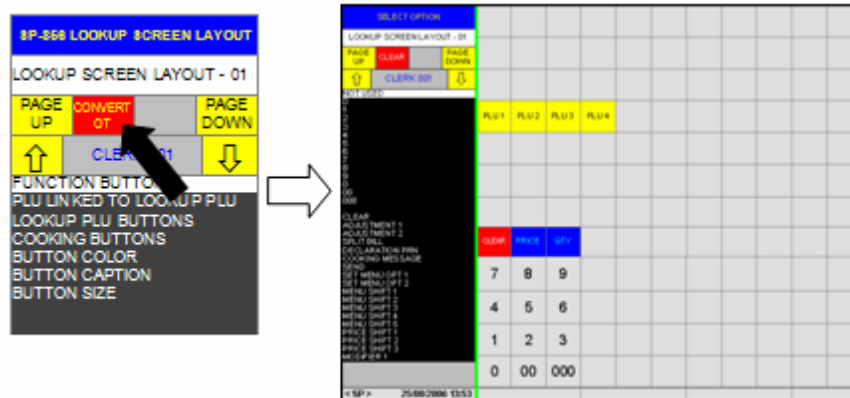 SP-856 LOOKUP SCREEN LAYOUT
LOOKUP SCREEN LAYOUT - 01
PAGE UP
CONVERT OT
PAGE DOWN
CLERK 001
FUNCTION BUTTON
PLU LINKED TO LOOKUP PLU
LOOKUP PLU BUTTONS
COOKING BUTTONS
BUTTON COLOR
BUTTON CAPTION
BUTTON SIZE
SELECT OPTION
LOOKUP SCREEN LAYOUT - 01
PAGE UP
CLEAR
PAGE DOWN
CLERK 001
NOT USED
0
1
2
3
4
5
6
7
8
9
0
00
000
CLEAR
ADJUSTMENT 1
ADJUSTMENT 2
SPLIT BILL
DECLARATION PRN
COOKING MESSAGE
SEND
SET MENU OPT 1
SET MENU OPT 2
MENU SHIFT 1
MENU SHIFT 2
MENU SHIFT 3
MENU SHIFT 4
MENU SHIFT 5
PRICE SHIFT 1
PRICE SHIFT 2
PRICE SHIFT 3
MODIFIER 1
< SP > 25/08/2006 13:53
PLU 1 PLU 2 PLU 3 PLU 4
CLEAR PRICE QTY
7 8 9
4 5 6
1 2 3
0 00 000